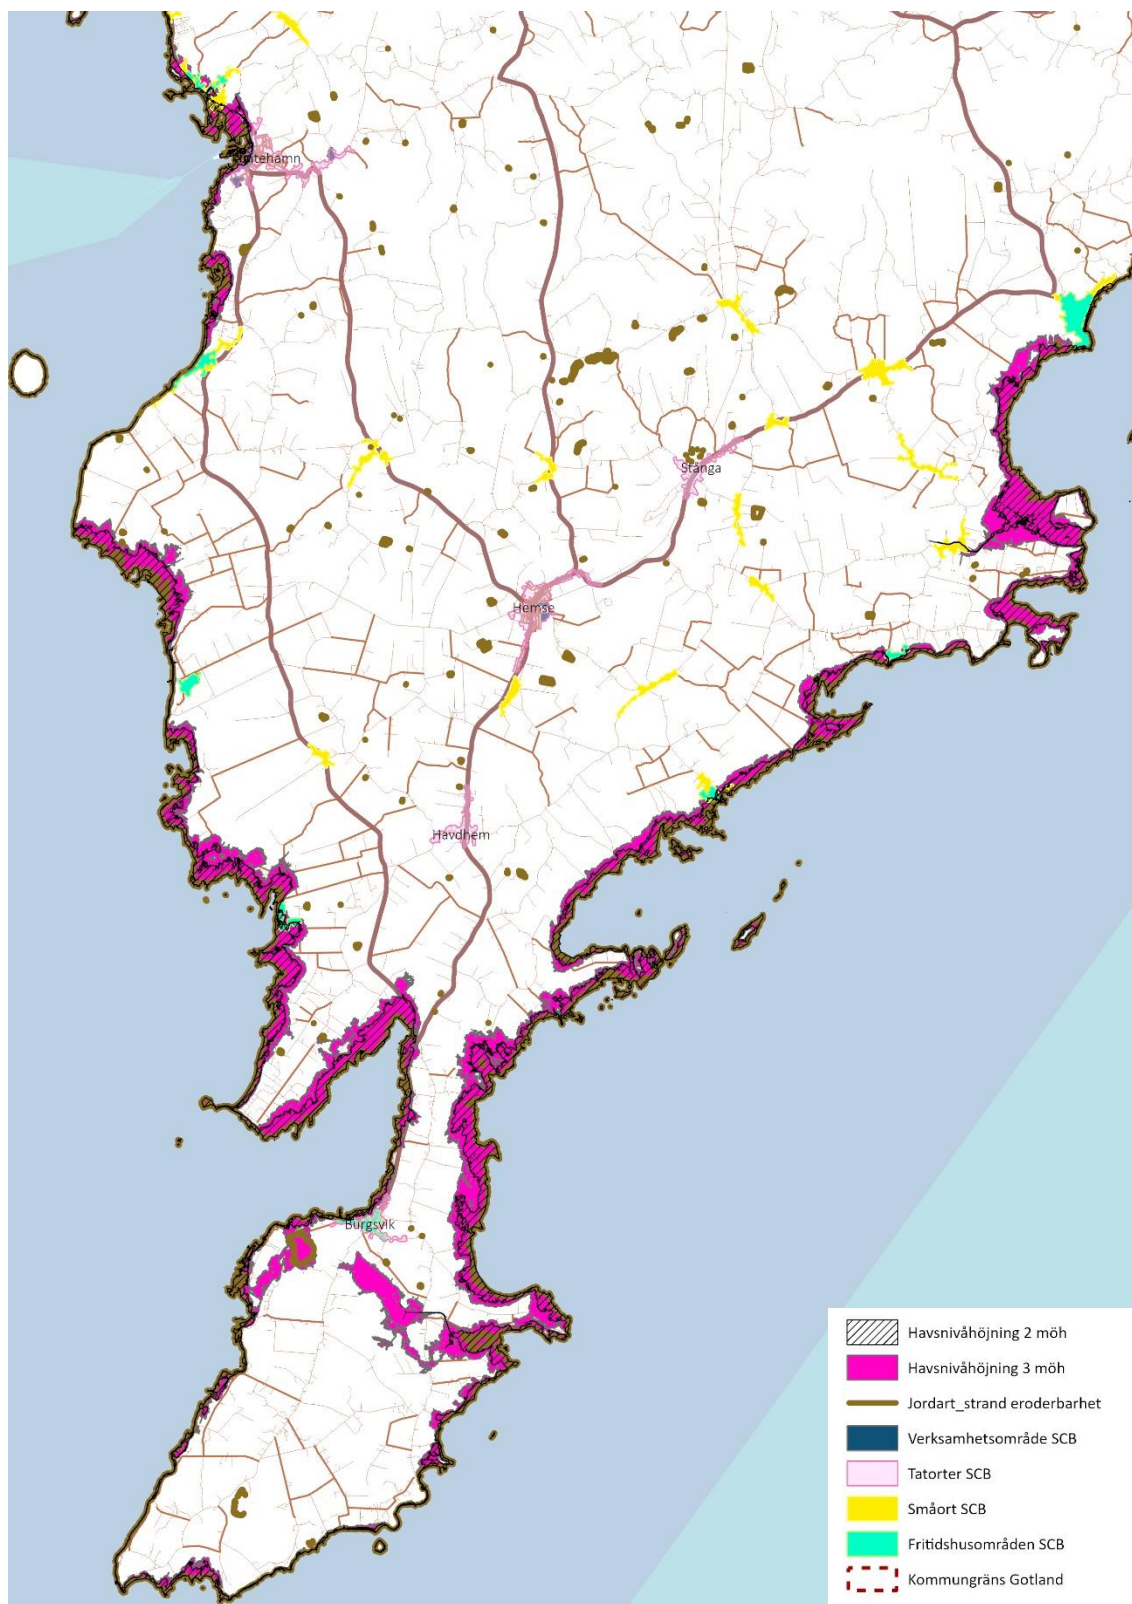 Stånga
Hemse
Havdhem
Burgsvik
Havsnivåhöjning 2 möh
Havsnivåhöjning 3 möh
Jordart_strand eroderbarhet
Verksamhetsområde SCB
Tatorter SCB
Småort SCB
Fritidshusområden SCB
Kommungräns Gotland